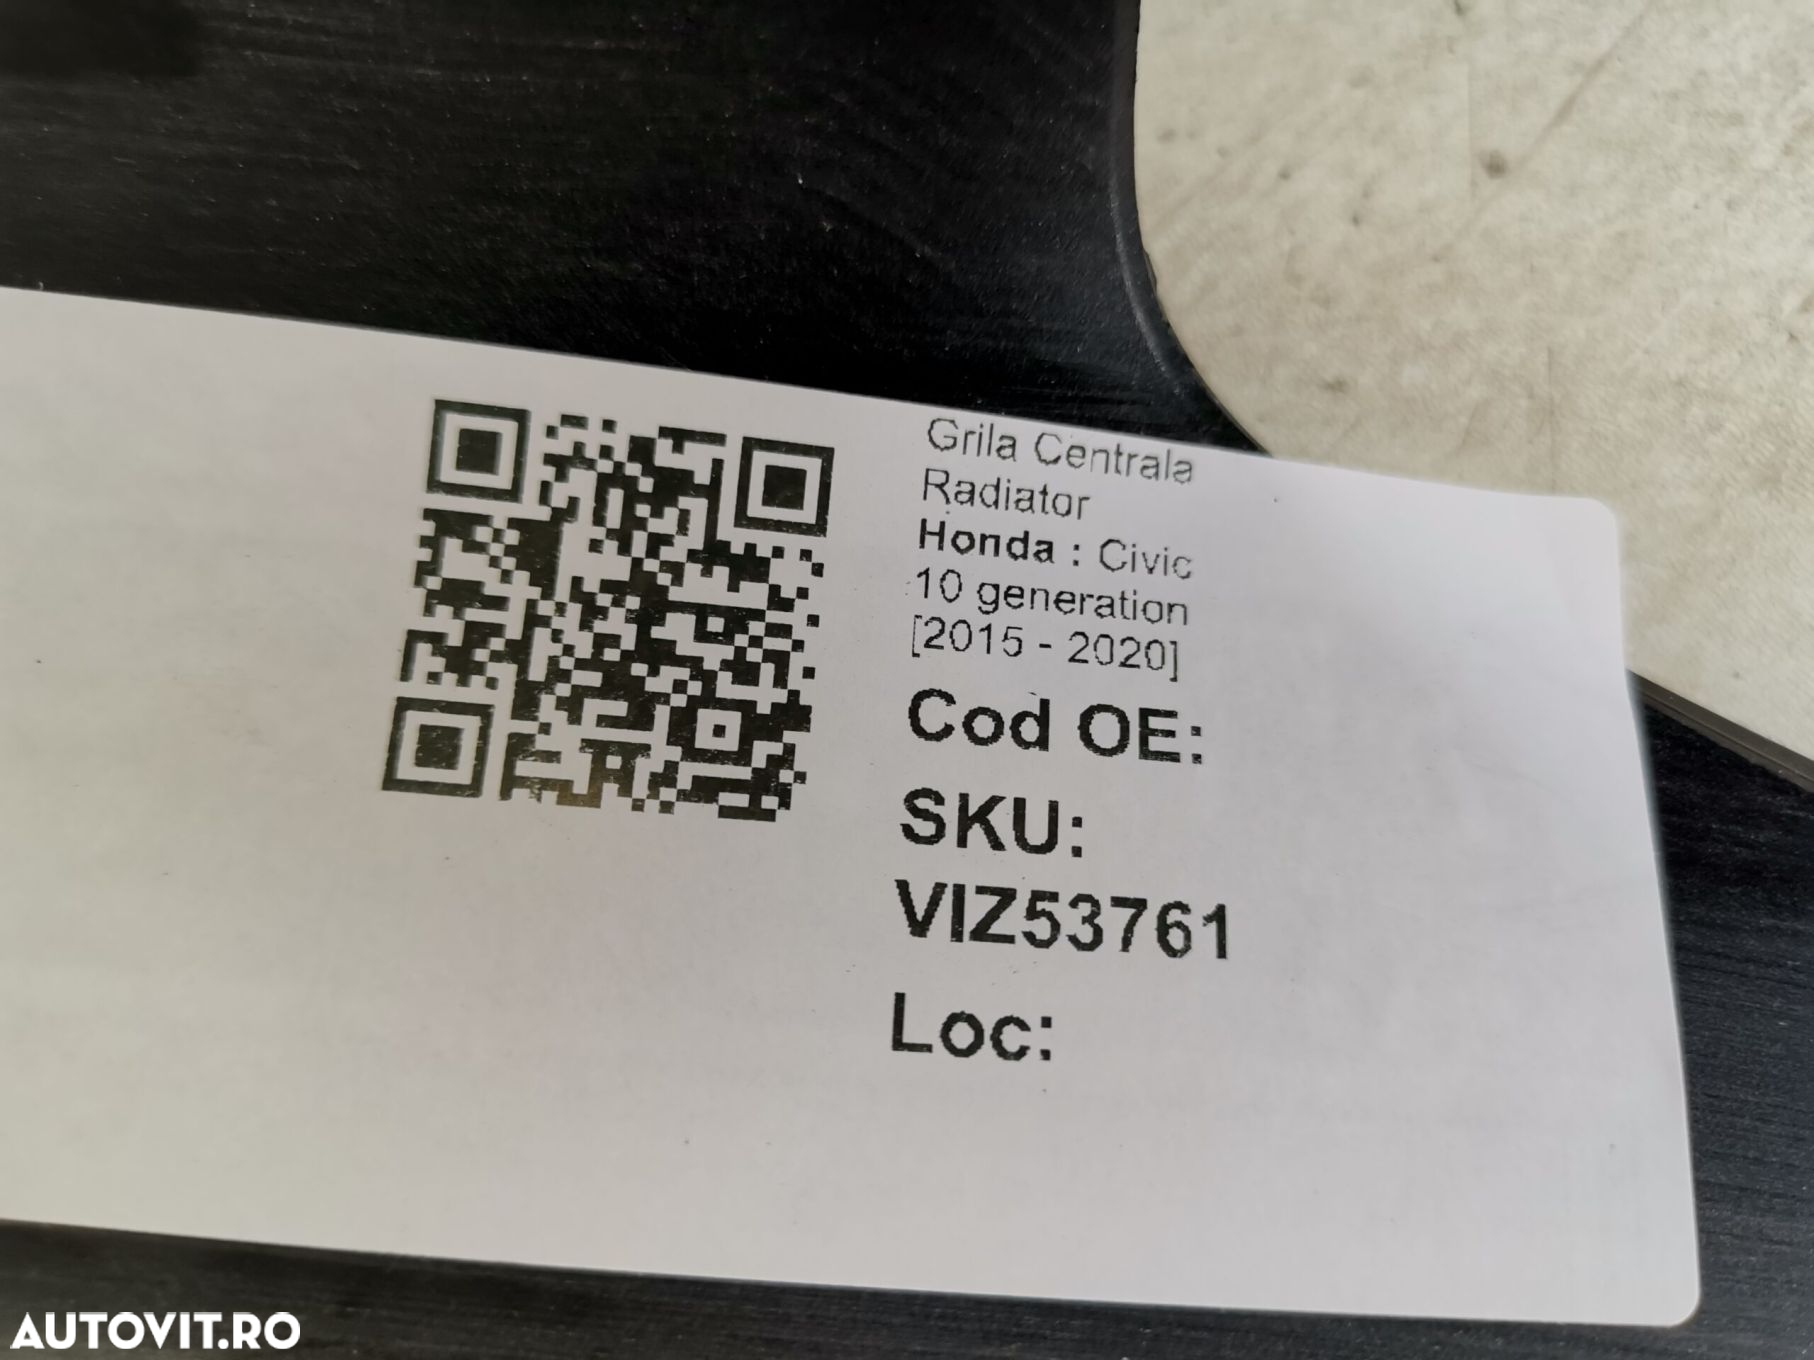 Grila Centrala
Radiator
Honda : Civic
10 generation
[2015 - 2020]
Cod OE:
SKU:
VIZ53761
Loc:
AUTOVIT.RO